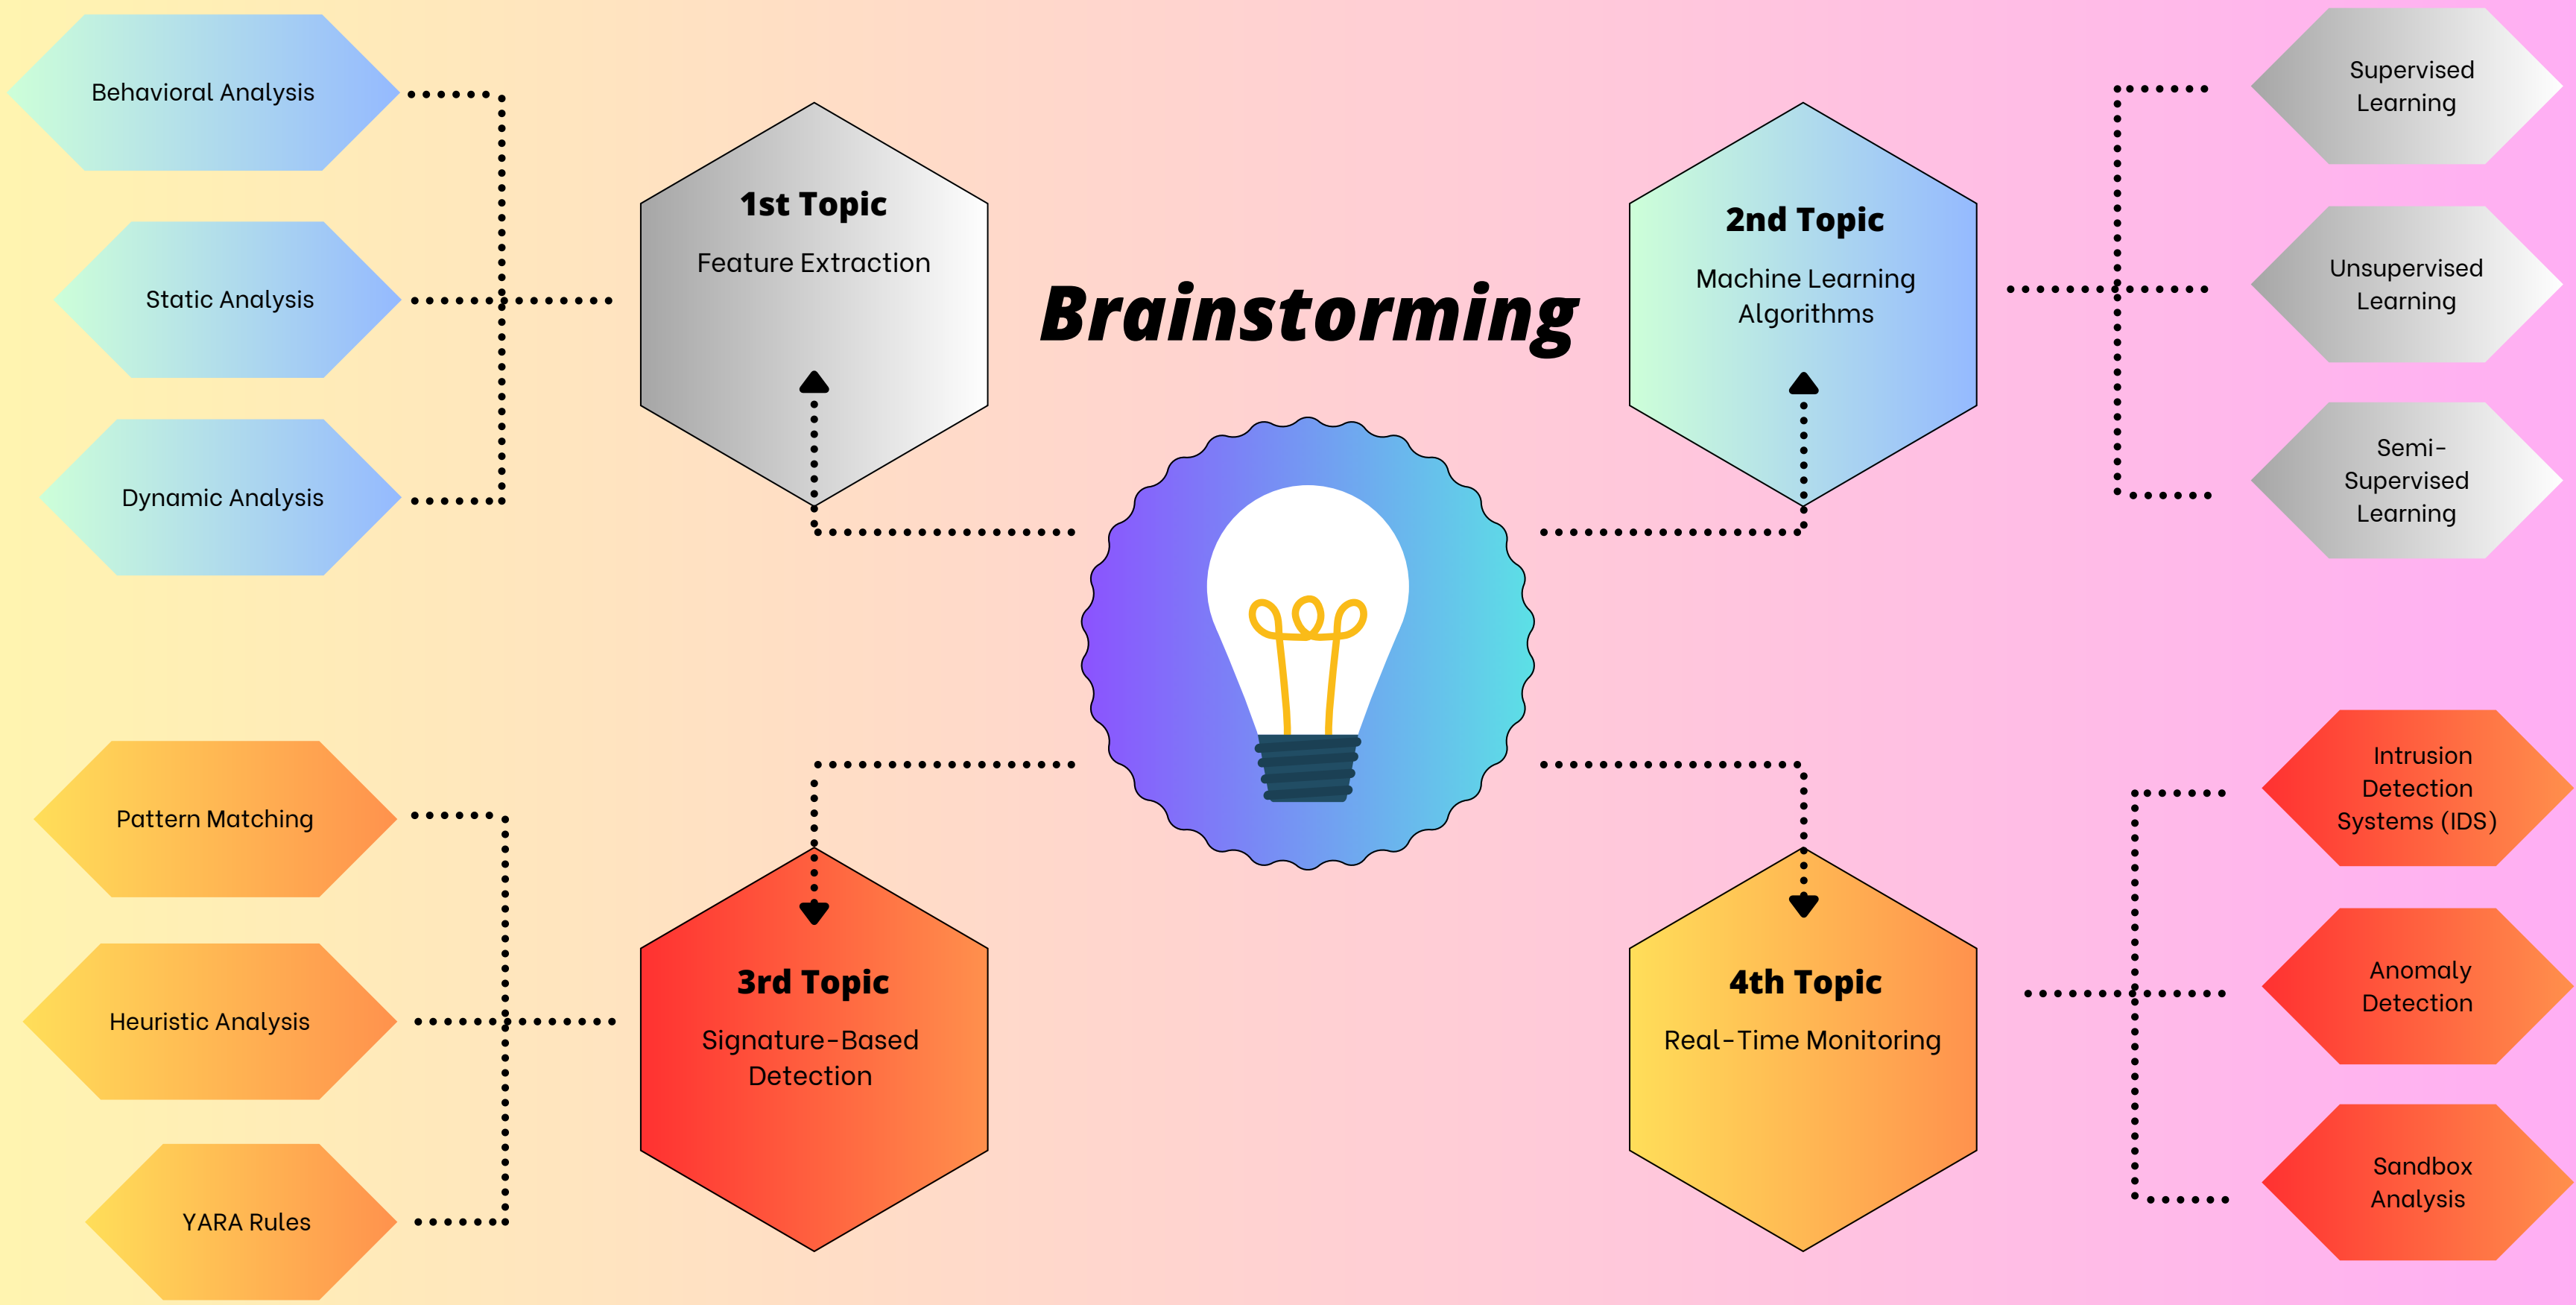 Brainstorming
1st Topic
Feature Extraction
Behavioral Analysis
Static Analysis
Dynamic Analysis
2nd Topic
Machine Learning
Algorithms
Supervised
Learning
Unsupervised
Learning
Semi-
Supervised
Learning
3rd Topic
Signature-Based
Detection
Pattern Matching
Heuristic Analysis
YARA Rules
4th Topic
Real-Time Monitoring
Intrusion
Detection
Systems (IDS)
Anomaly
Detection
Sandbox
Analysis